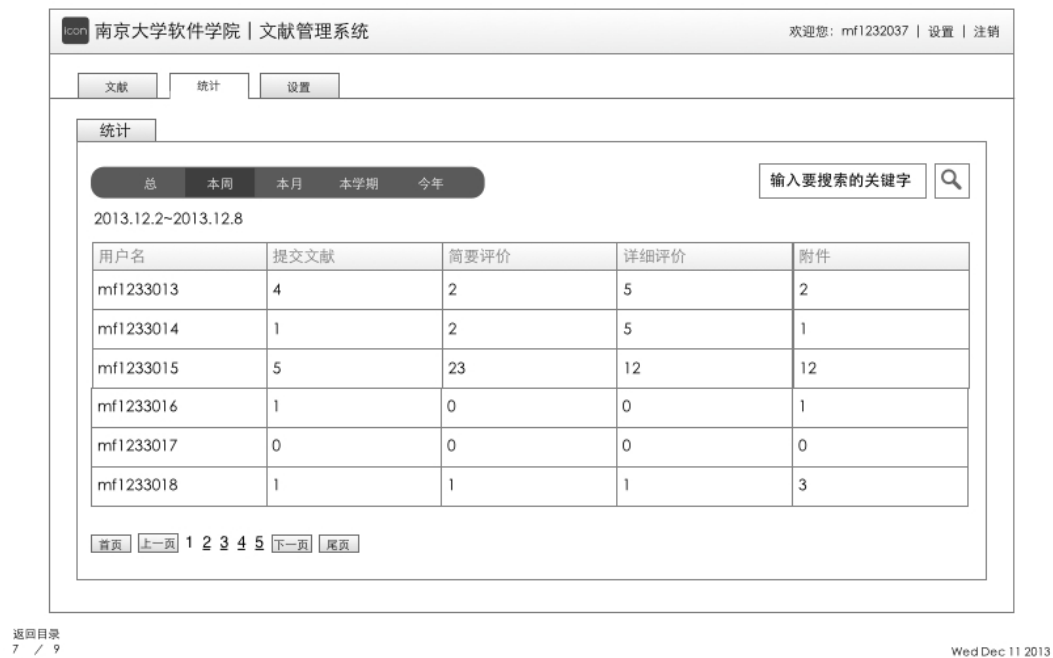 icon 南京大学软件学院 | 文献管理系统 欢迎您: mf1232037 | 设置 | 注销
文献 统计 设置
统计
总 本周 本月 本学期 今年 输入要搜索的关键字
2013.12.2~2013.12.8
用户名 提交文献 简要评价 详细评价 附件
mf1233013 4 2 5 2
mf1233014 1 2 5 1
mf1233015 5 23 12 12
mf1233016 1 0 0 1
mf1233017 0 0 0 0
mf1233018 1 1 1 3
首页 上一页 1 2 3 4 5 下一页 尾页
返回目录
7 / 9 Wed Dec 11 2013